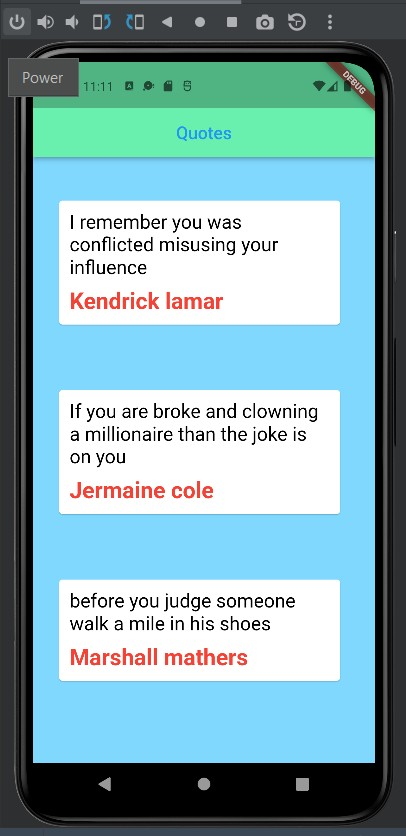 Power
11:11
DEBUG
Quotes
I remember you was
conflicted misusing your
influence
Kendrick lamar
If you are broke and clowning
a millionaire than the joke is
on you
Jermaine cole
before you judge someone
walk a mile in his shoes
Marshall mathers